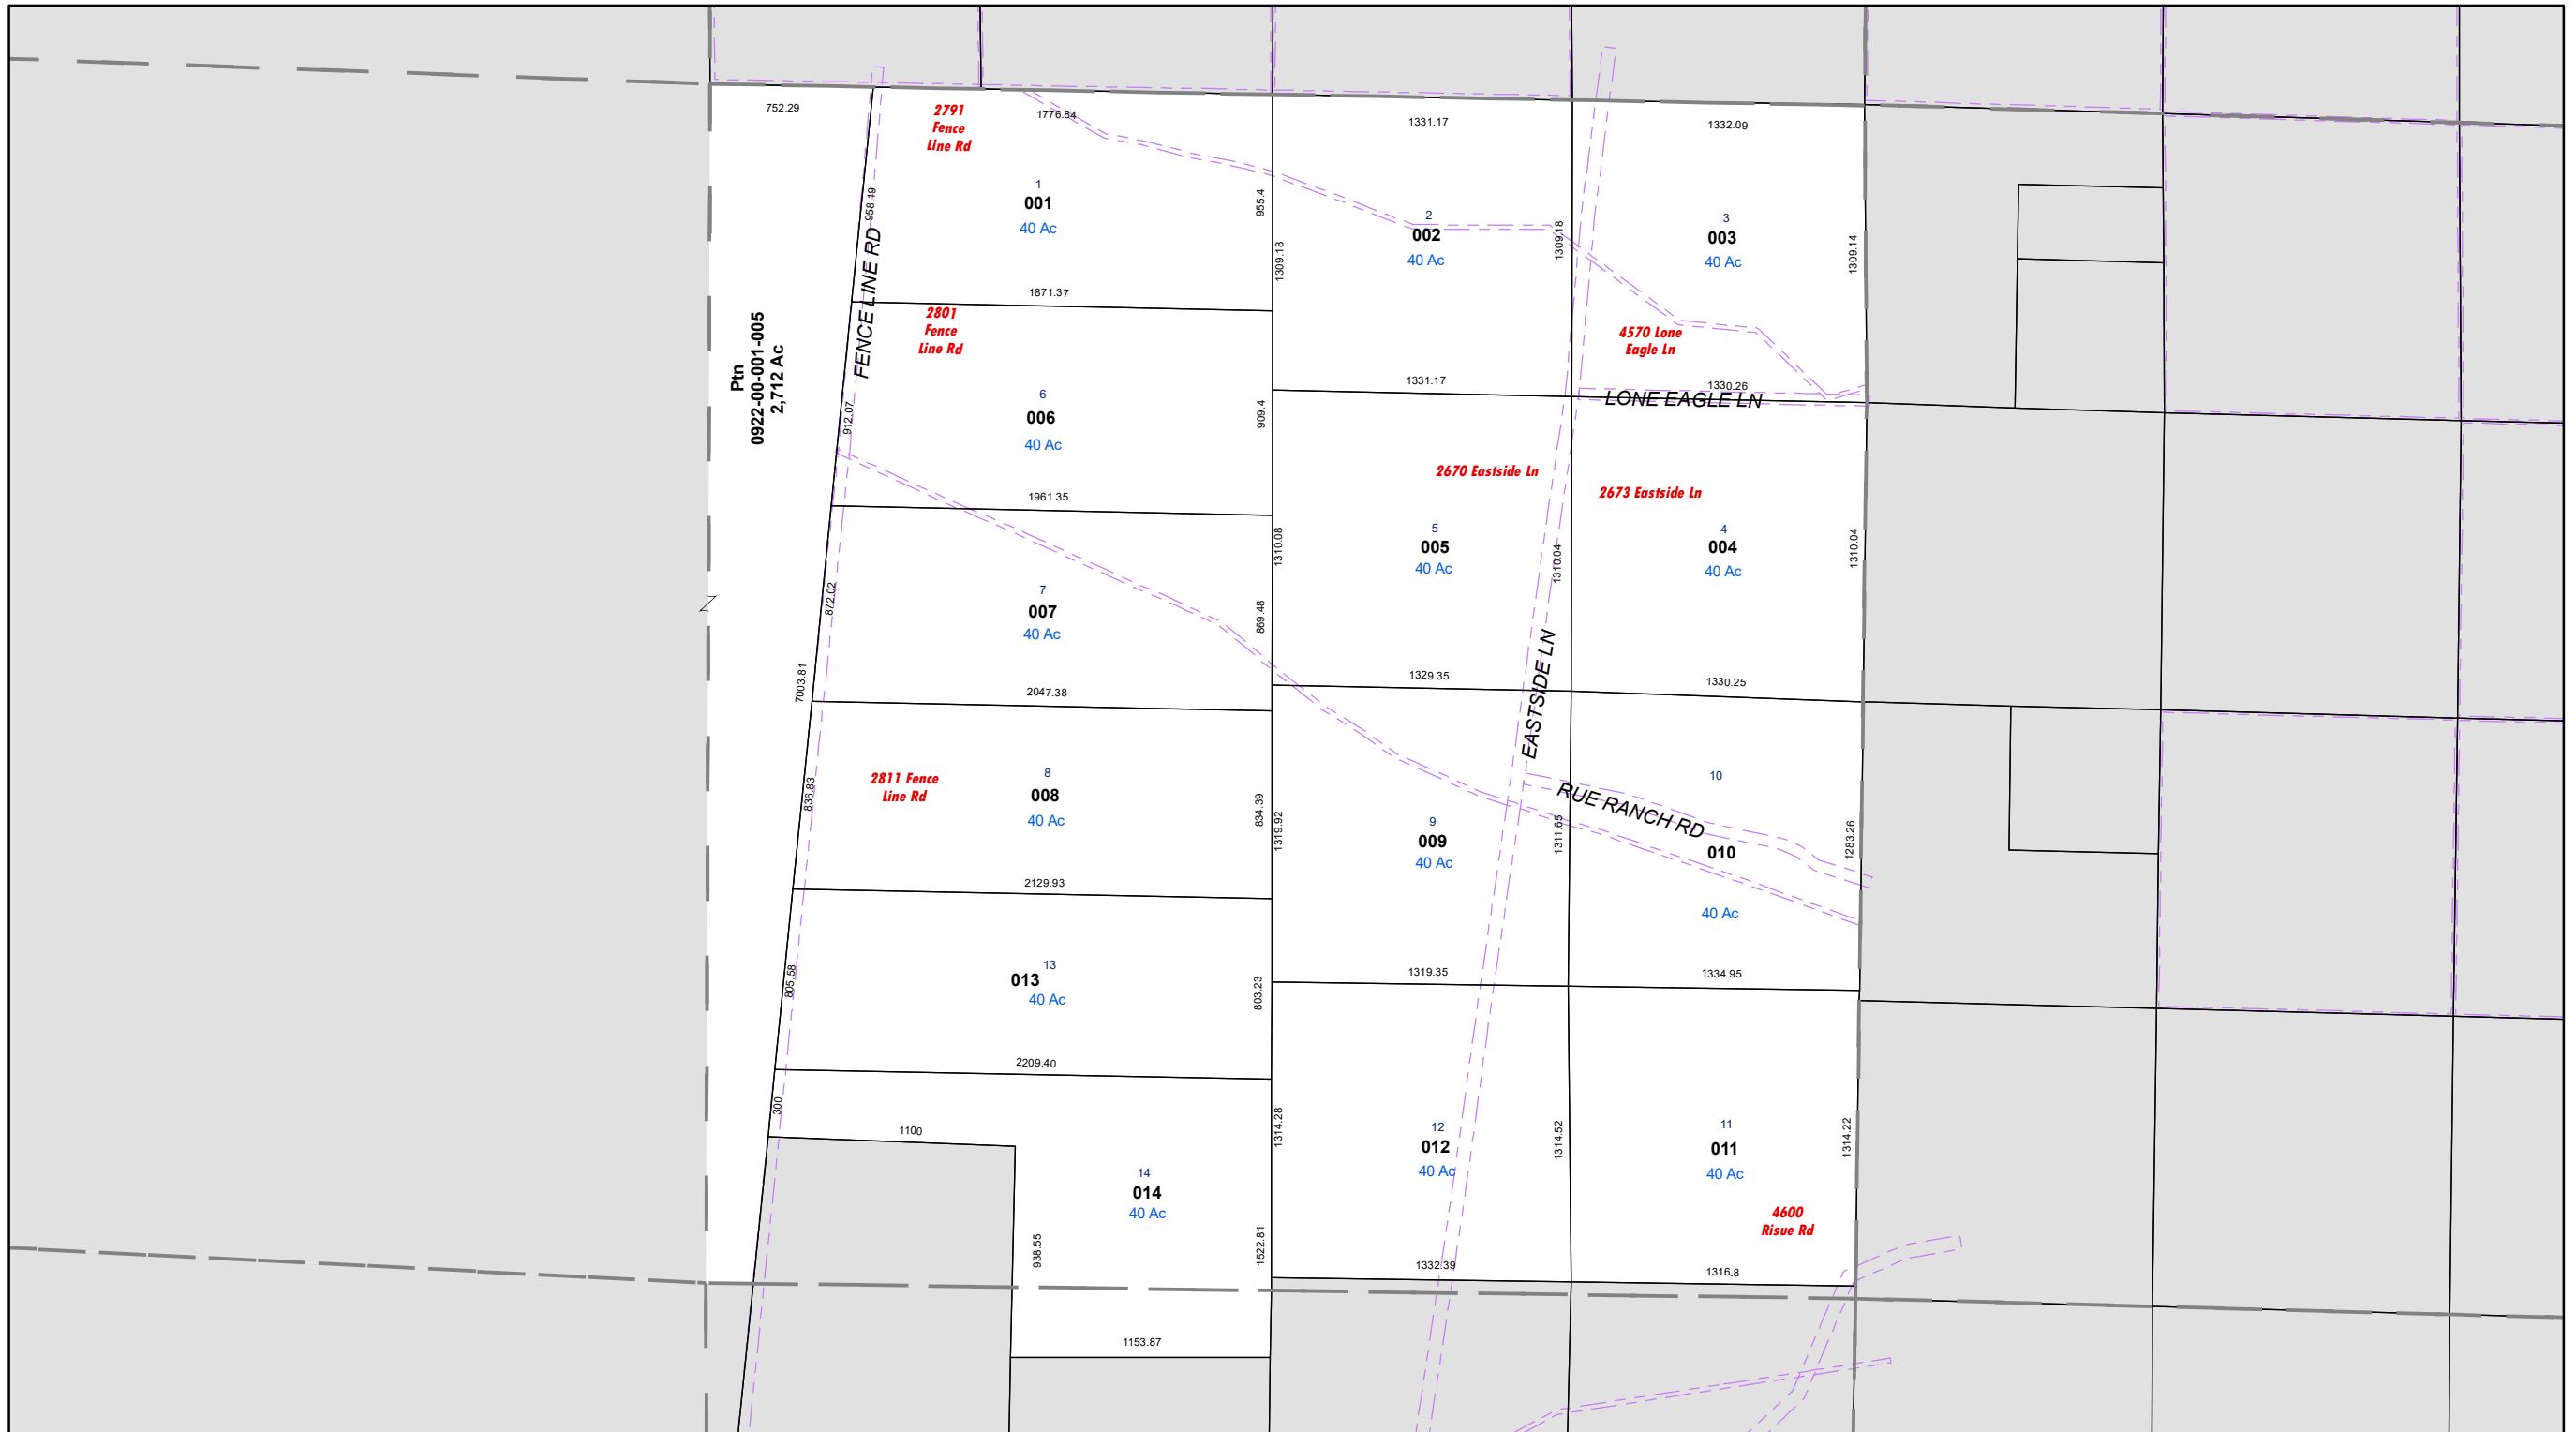 752.29
2791
Fence
Line Rd
1776.84
1331.17
1332.09
958.19
1
001
40 Ac
955.4
1309.18
2
002
40 Ac
1309.18
3
003
40 Ac
1309.14
FENCE LINE RD
1871.37
2801
Fence
Line Rd
4570 Lone
Eagle Ln
Ptn
0922-00-001-005
2,712 Ac
1331.17
1330.26
LONE EAGLE LN
912.07
6
006
40 Ac
909.4
2670 Eastside Ln
2673 Eastside Ln
1961.35
1310.08
5
005
40 Ac
1310.04
4
004
40 Ac
1310.04
872.02
7
007
40 Ac
869.48
EASTSIDE LN
7003.81
2047.38
1329.35
1330.25
836.83
2811 Fence
Line Rd
8
008
40 Ac
834.39
1319.92
9
009
40 Ac
1311.65
RUE RANCH RD
10
010
40 Ac
1283.26
2129.93
805.58
13
013
40 Ac
803.23
1319.35
1334.95
2209.40
300
1100
1314.28
12
012
40 Ac
1314.52
11
011
40 Ac
1314.22
14
014
40 Ac
4600
Risue Rd
938.55
1522.81
1332.39
1316.8
1153.87
Z